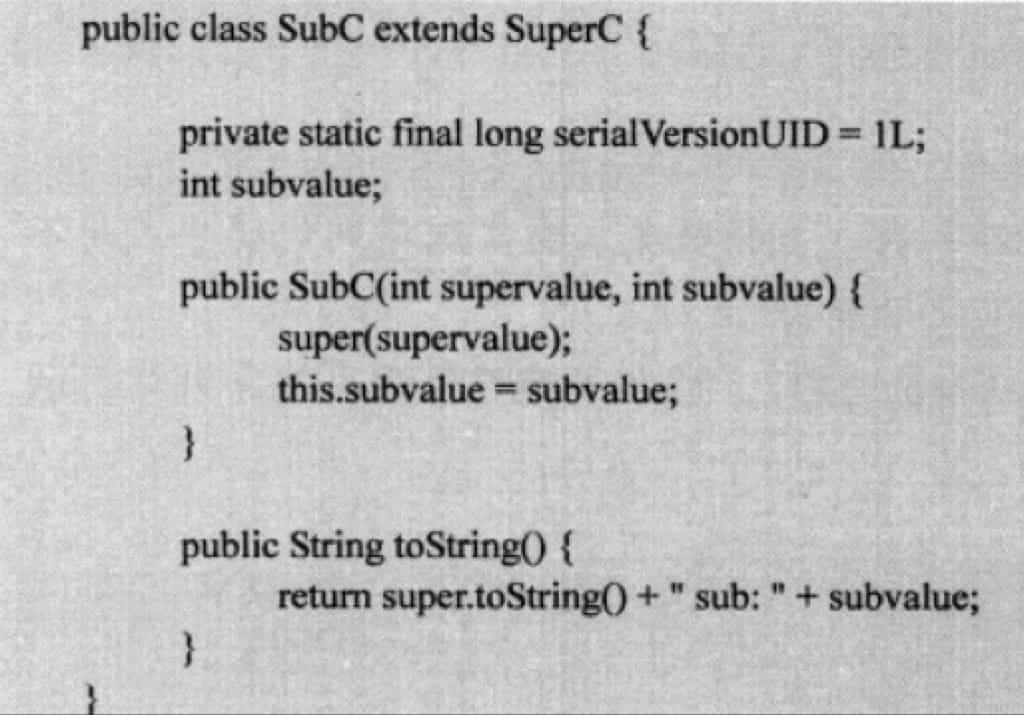 public class SubC extends SuperC {
private static final long serialVersionUID = 1L;
int subvalue;
public SubC(int supervalue, int subvalue) {
super(supervalue);
this.subvalue = subvalue;
}
public String toString() {
return super.toString() + " sub: " + subvalue;
}
}